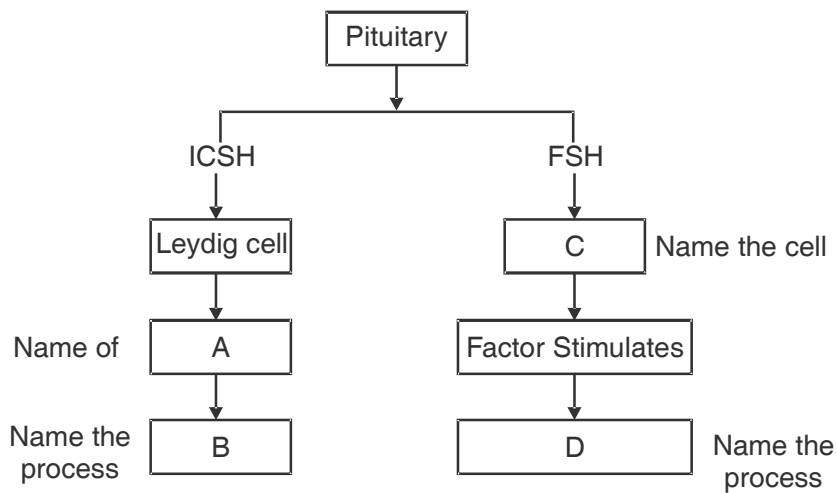 Pituitary
ICSH
FSH
Leydig cell
C
Name the cell
Name of
A
Factor Stimulates
Name the
process
B
D
Name the
process